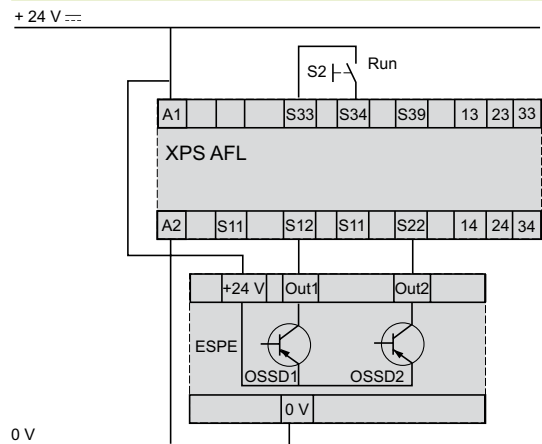 + 24 V ⎓
S2 Run
A1 S33 S34 S39 13 23 33
XPS AFL
A2 S11 S12 S11 S22 14 24 34
+24 V Out1 Out2
ESPE
OSSD1 OSSD2
0 V
0 V